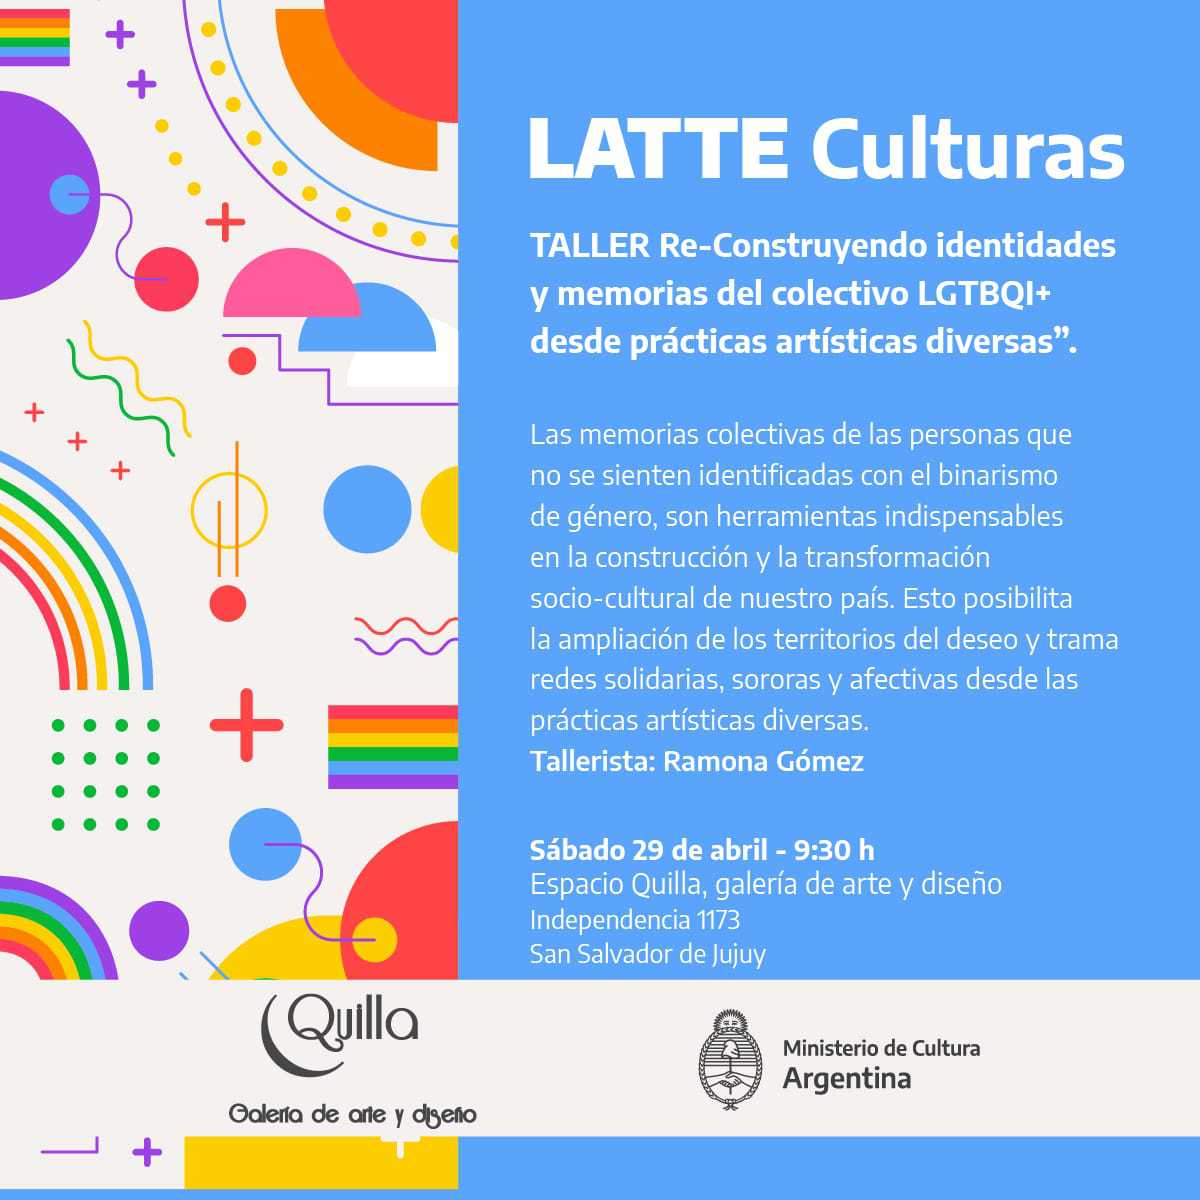 LATTE Culturas
TALLER Re-Construyendo identidades
y memorias del colectivo LGTBQI+
desde prácticas artísticas diversas”.
Las memorias colectivas de las personas que
no se sienten identificadas con el binarismo
de género, son herramientas indispensables
en la construcción y la transformación
socio-cultural de nuestro país. Esto posibilita
la ampliación de los territorios del deseo y trama
redes solidarias, sororas y afectivas desde las
prácticas artísticas diversas.
Tallerista: Ramona Gómez
Sábado 29 de abril - 9:30 h
Espacio Quilla, galería de arte y diseño
Independencia 1173
San Salvador de Jujuy
Quilla
Galería de arte y diseño
Ministerio de Cultura
Argentina